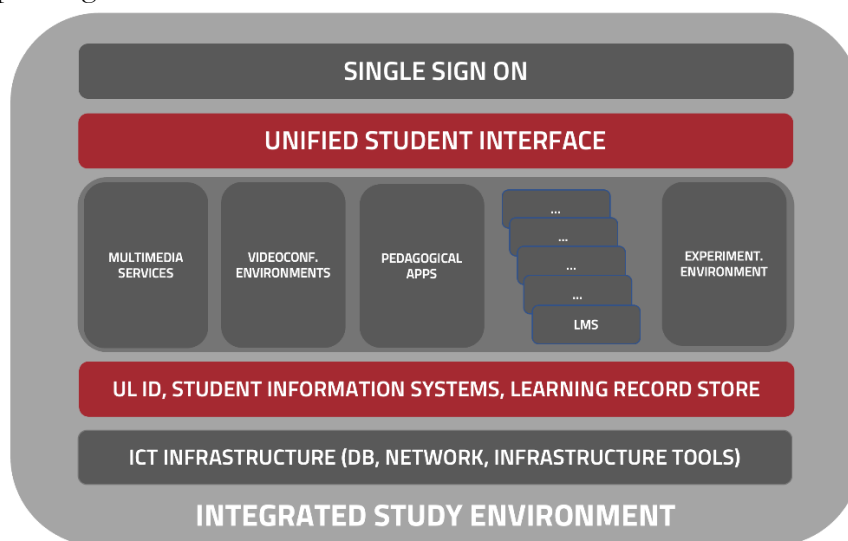 SINGLE SIGN ON
UNIFIED STUDENT INTERFACE
MULTIMEDIA
SERVICES
VIDEOCONF.
ENVIRONMENTS
PEDAGOGICAL
APPS
...
...
...
...
LMS
EXPERIMENT.
ENVIRONMENT
UL ID, STUDENT INFORMATION SYSTEMS, LEARNING RECORD STORE
ICT INFRASTRUCTURE (DB, NETWORK, INFRASTRUCTURE TOOLS)
INTEGRATED STUDY ENVIRONMENT